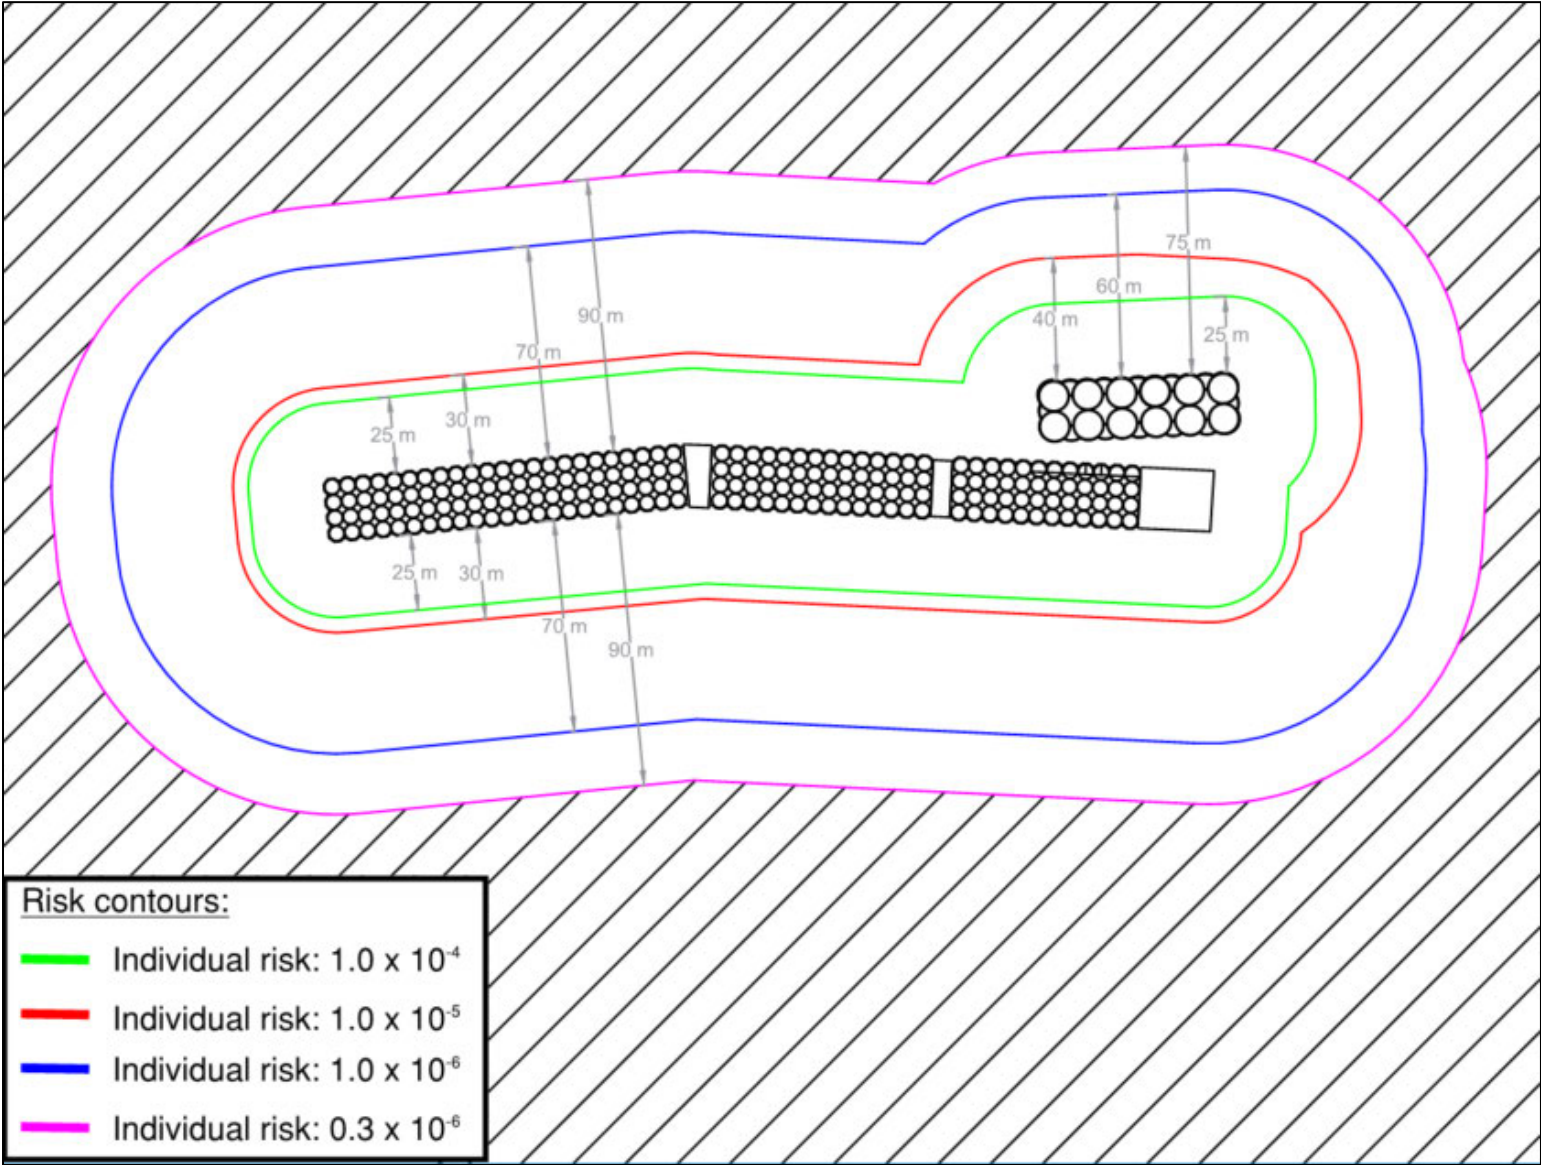 75 m
60 m
90 m
40 m
25 m
70 m
30 m
25 m
25 m
30 m
70 m
90 m
Risk contours:
Individual risk: 1.0 x 10⁻⁴
Individual risk: 1.0 x 10⁻⁵
Individual risk: 1.0 x 10⁻⁶
Individual risk: 0.3 x 10⁻⁶